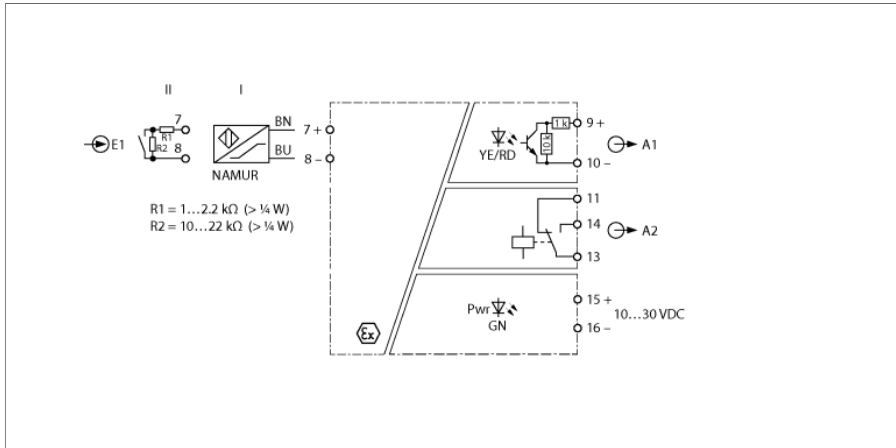 II
I
E1
7
R1
R2
8
BN
7 +
BU
8 –
NAMUR
R1 = 1...2.2 kΩ (> ¼ W)
R2 = 10...22 kΩ (> ¼ W)
YE/RD
1 k
10 k
9 +
10 –
A1
11
14
13
A2
Pwr
GN
15 +
16 –
10...30 VDC
Ex